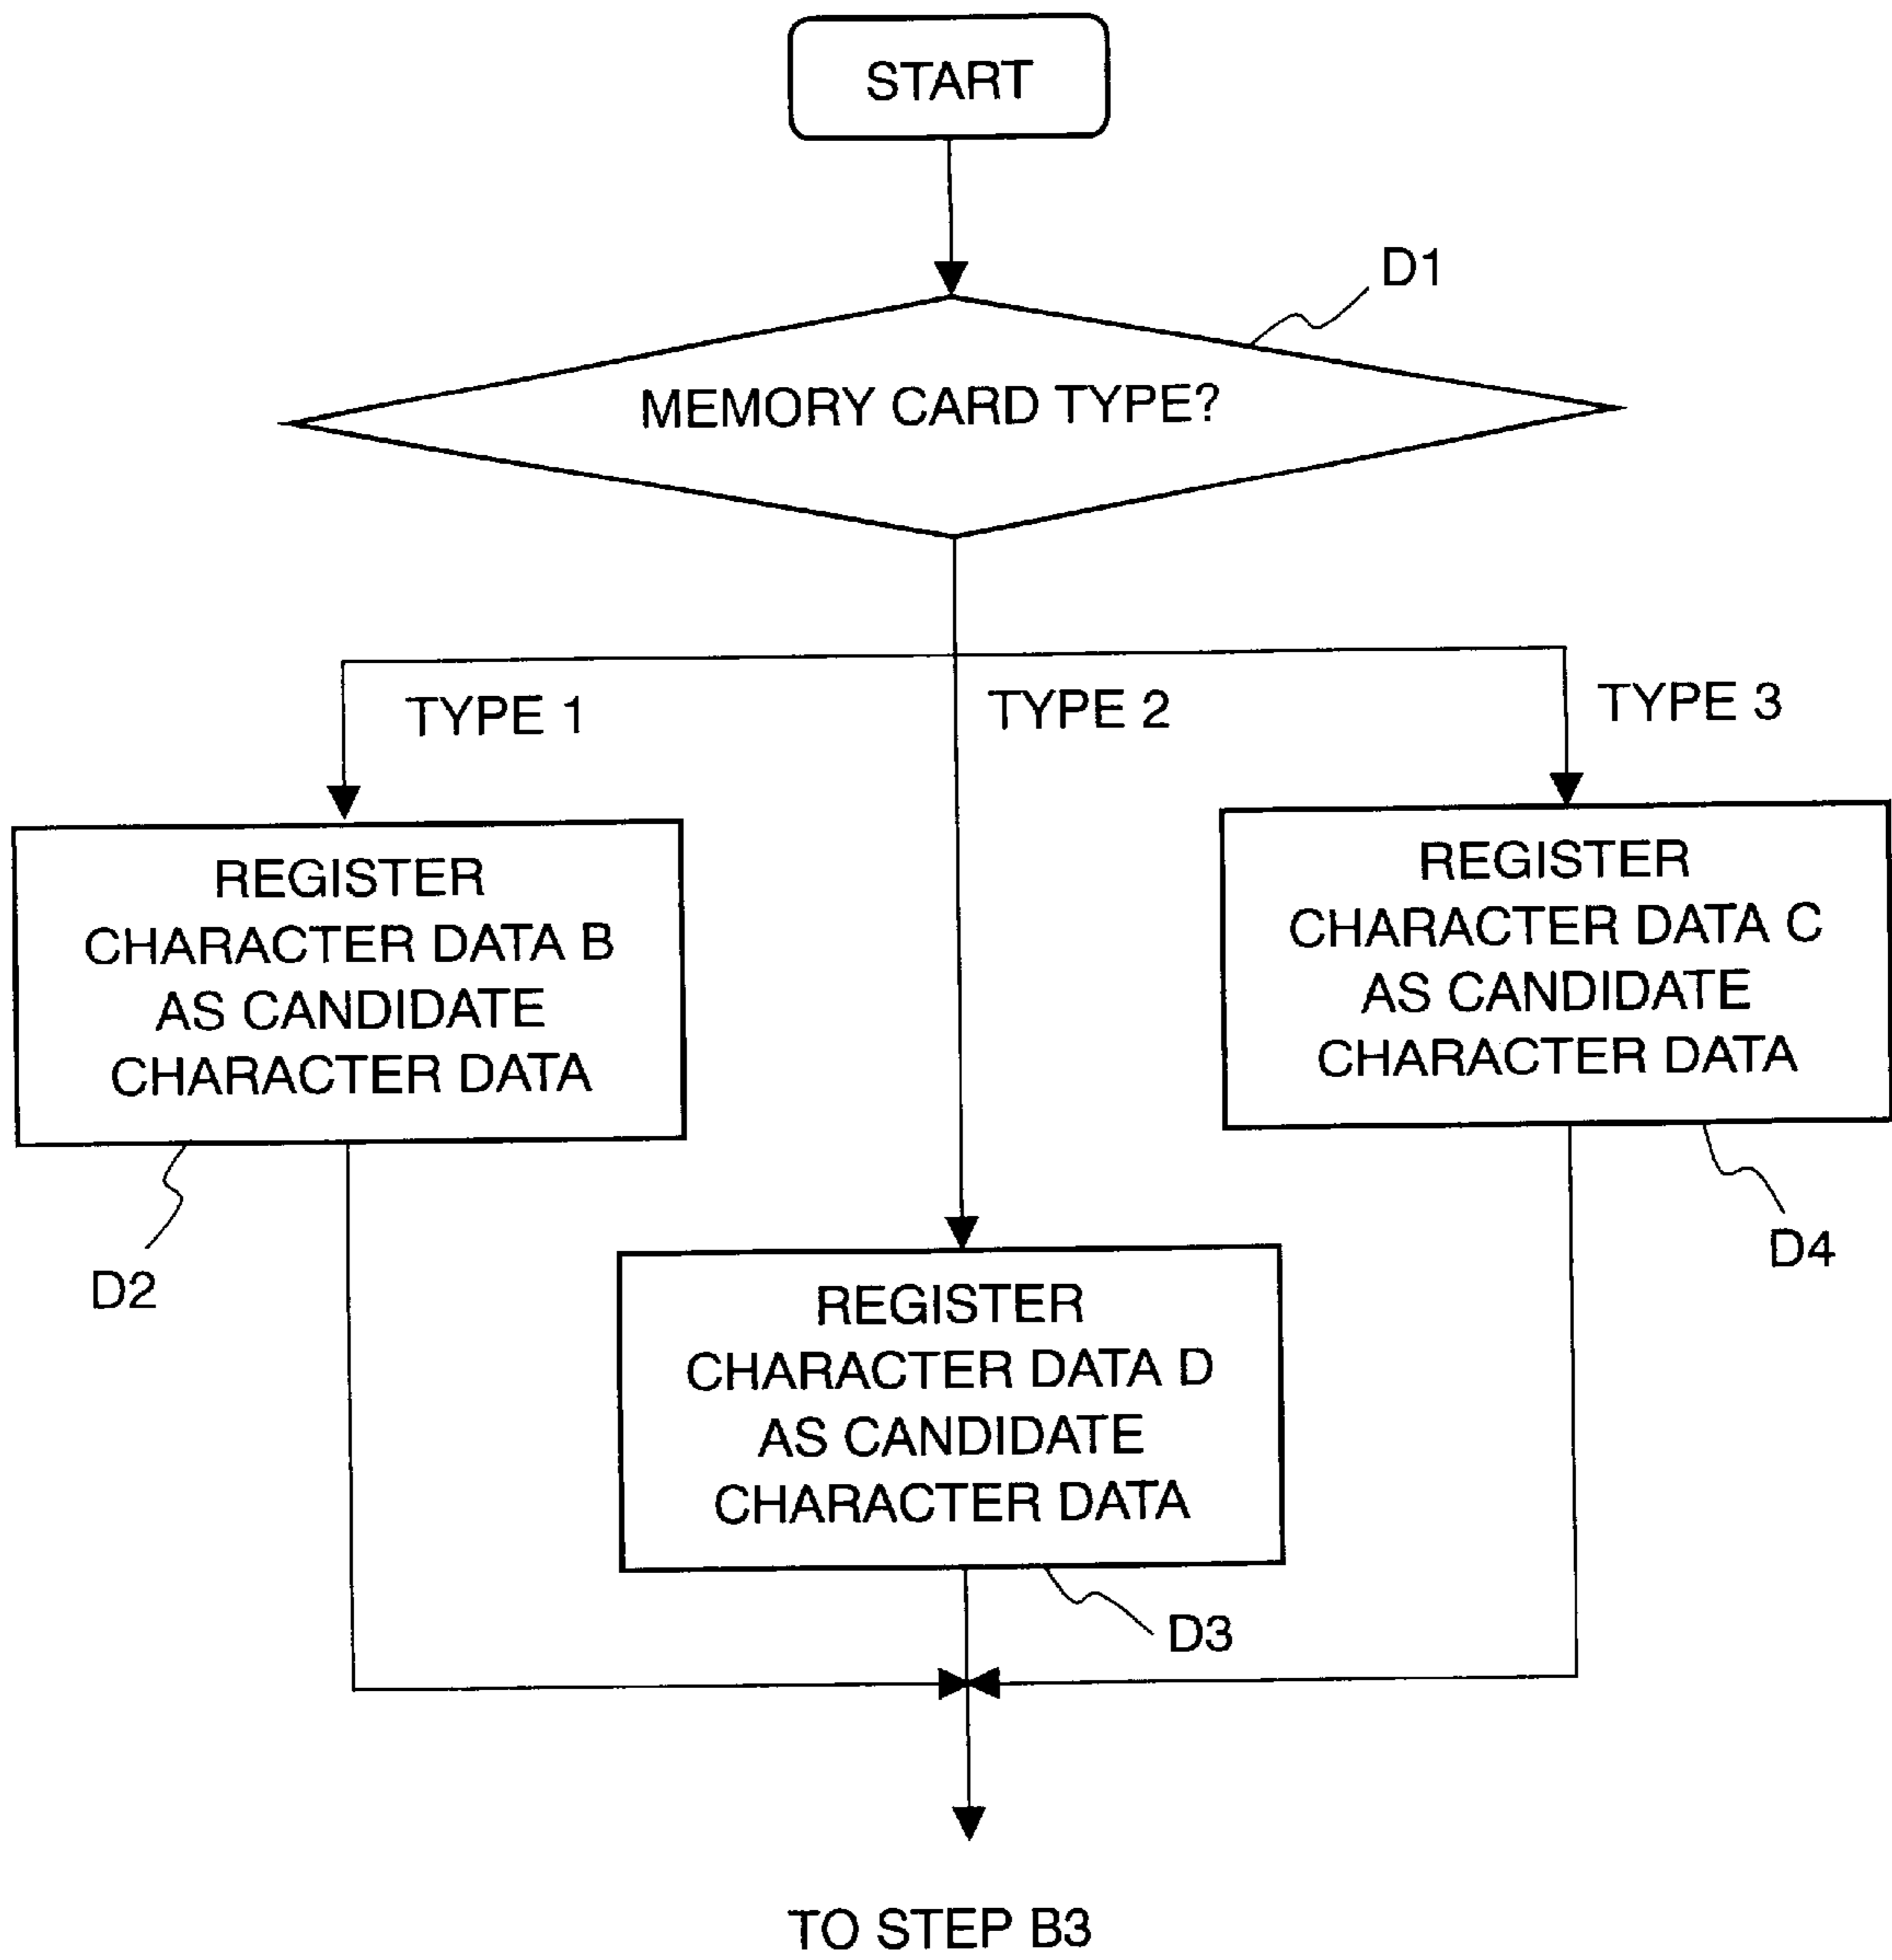 START
D1
MEMORY CARD TYPE?
TYPE 1
TYPE 2
TYPE 3
REGISTER
CHARACTER DATA B
AS CANDIDATE
CHARACTER DATA
D2
REGISTER
CHARACTER DATA C
AS CANDIDATE
CHARACTER DATA
D4
REGISTER
CHARACTER DATA D
AS CANDIDATE
CHARACTER DATA
D3
TO STEP B3